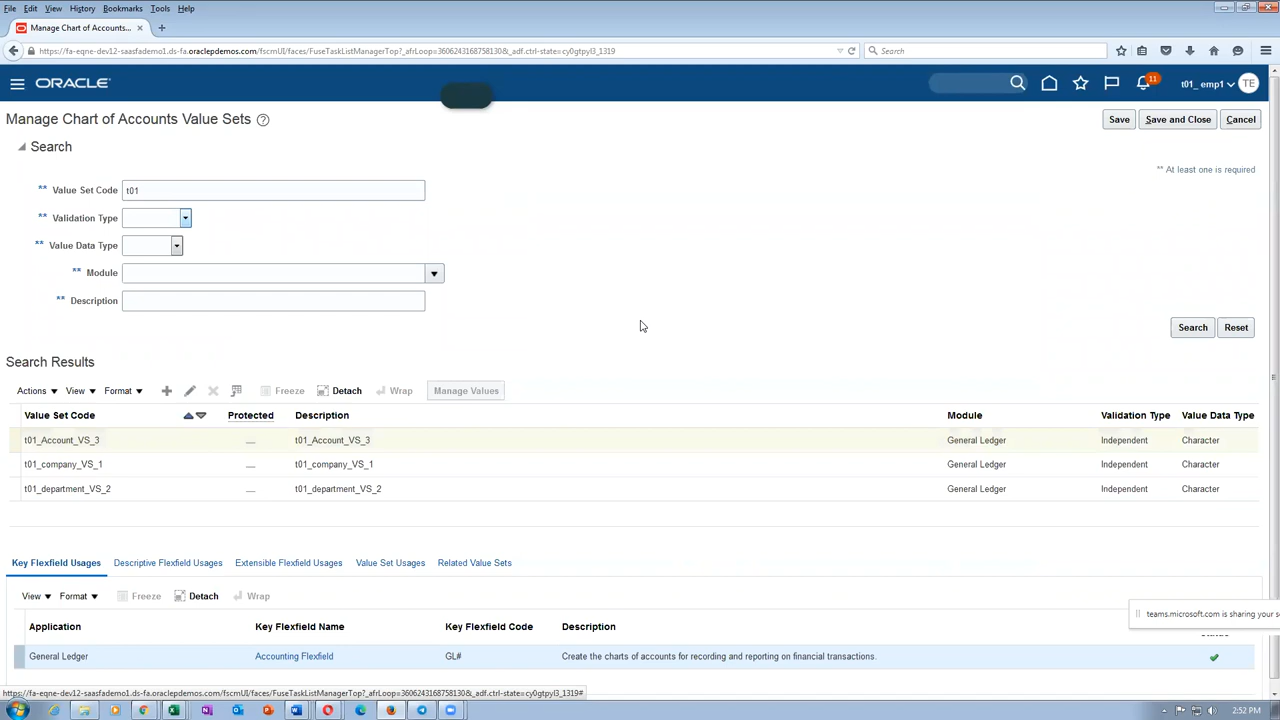 File Edit View History Bookmarks Tools Help
Manage Chart of Accounts... × +
https://fa-eqne-dev12-saasfademo1.ds-fa.oraclepdemos.com/fscmUI/faces/FuseTaskListManagerTop?_afrLoop=3606243168758130&_adf.ctrl-state=cy0gtpyl3_1319 Search
ORACLE 11 t01_ emp1 TE
Manage Chart of Accounts Value Sets ? Save Save and Close Cancel
Search
** At least one is required
** Value Set Code t01
** Validation Type
** Value Data Type
** Module
** Description
Search Reset
Search Results
Actions View Format Freeze Detach Wrap Manage Values
Value Set Code Protected Description Module Validation Type Value Data Type
t01_Account_VS_3 t01_Account_VS_3 General Ledger Independent Character
t01_company_VS_1 t01_company_VS_1 General Ledger Independent Character
t01_department_VS_2 t01_department_VS_2 General Ledger Independent Character
Key Flexfield Usages Descriptive Flexfield Usages Extensible Flexfield Usages Value Set Usages Related Value Sets
View Format Freeze Detach Wrap
teams.microsoft.com is sharing your s
Application Key Flexfield Name Key Flexfield Code Description
General Ledger Accounting Flexfield GL# Create the charts of accounts for recording and reporting on financial transactions.
https://fa-eqne-dev12-saasfademo1.ds-fa.oraclepdemos.com/fscmUI/faces/FuseTaskListManagerTop?_afrLoop=3606243168758130&_adf.ctrl-state=cy0gtpyl3_1319#
2:52 PM